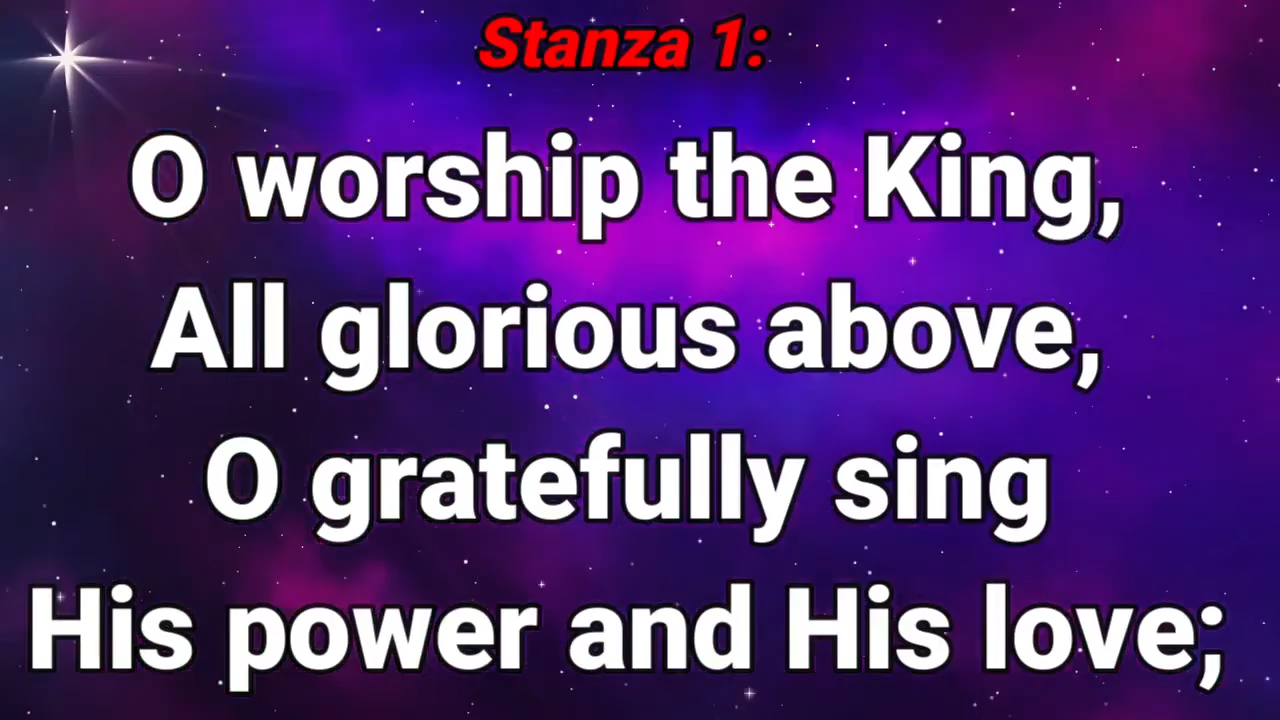 Stanza 1:
O worship the King,
All glorious above,
O gratefully sing
His power and His love;